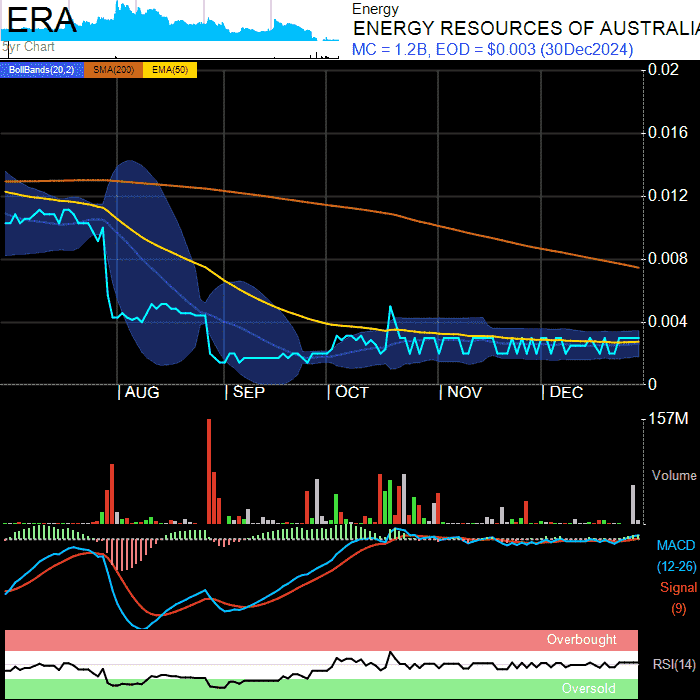 ERA
5yr Chart
Energy
ENERGY RESOURCES OF AUSTRALIA
MC = 1.2B, EOD = $0.003 (30Dec2024)
BollBands(20,2) SMA(200) EMA(50)
0.02
0.016
0.012
0.008
0.004
0
AUG SEP OCT NOV DEC
157M
Volume
MACD
(12-26)
Signal
(9)
Overbought
RSI(14)
Oversold